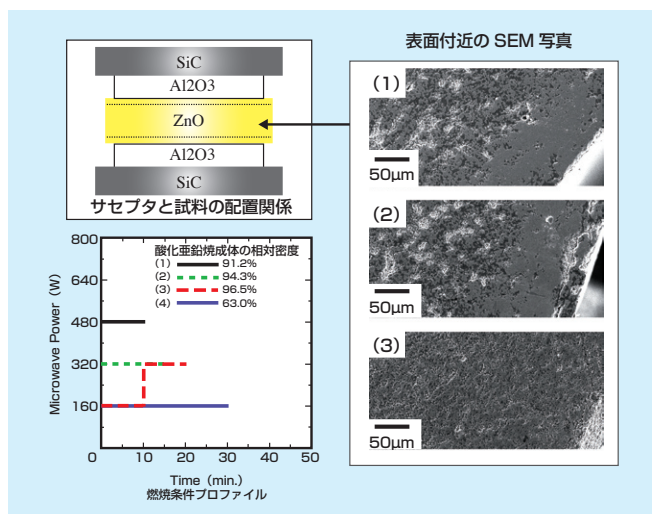 表面付近の SEM 写真
SiC
Al2O3
ZnO
Al2O3
SiC
サセプタと試料の配置関係
(1)
50μm
(2)
50μm
(3)
50μm
酸化亜鉛焼成体の相対密度
(1) 91.2%
(2) 94.3%
(3) 96.5%
(4) 63.0%
Microwave Power (W)
800
640
480
320
160
0
0 10 20 30 40 50
Time (min.)
燃焼条件プロファイル